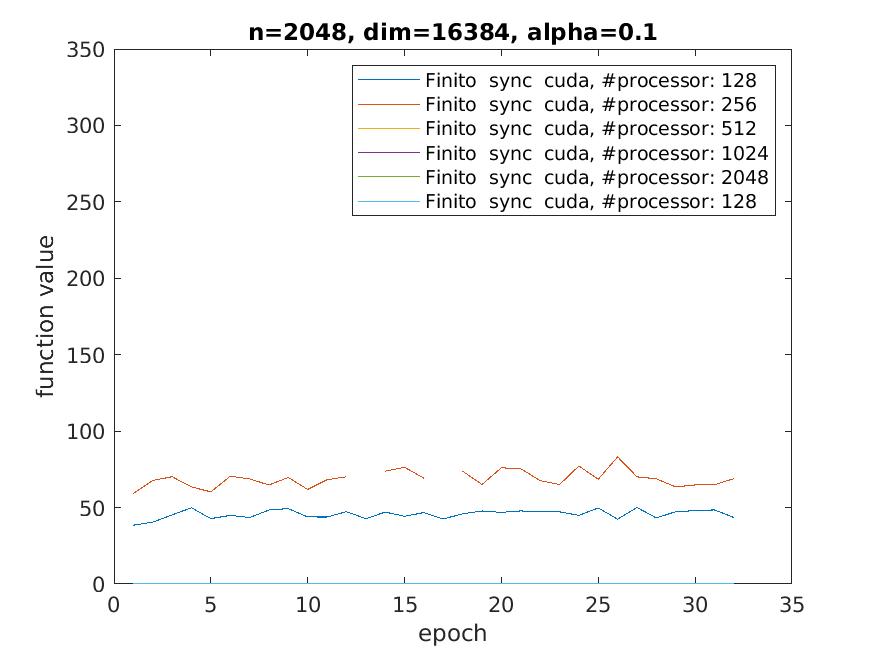 n=2048, dim=16384, alpha=0.1
350
300
250
200
150
100
50
0
function value
Finito sync cuda, #processor: 128
Finito sync cuda, #processor: 256
Finito sync cuda, #processor: 512
Finito sync cuda, #processor: 1024
Finito sync cuda, #processor: 2048
Finito sync cuda, #processor: 128
0 5 10 15 20 25 30 35
epoch